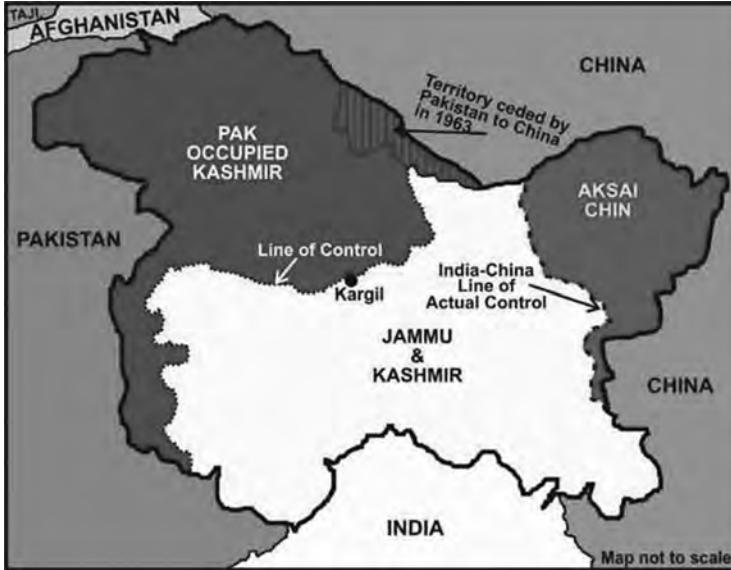 TAJI.
AFGHANISTAN
CHINA
Territory ceded by
Pakistan to China
in 1963
PAK
OCCUPIED
KASHMIR
AKSAI
CHIN
PAKISTAN
Line of Control
India-China
Line of
Actual Control
Kargil
JAMMU
&
KASHMIR
CHINA
INDIA
Map not to scale